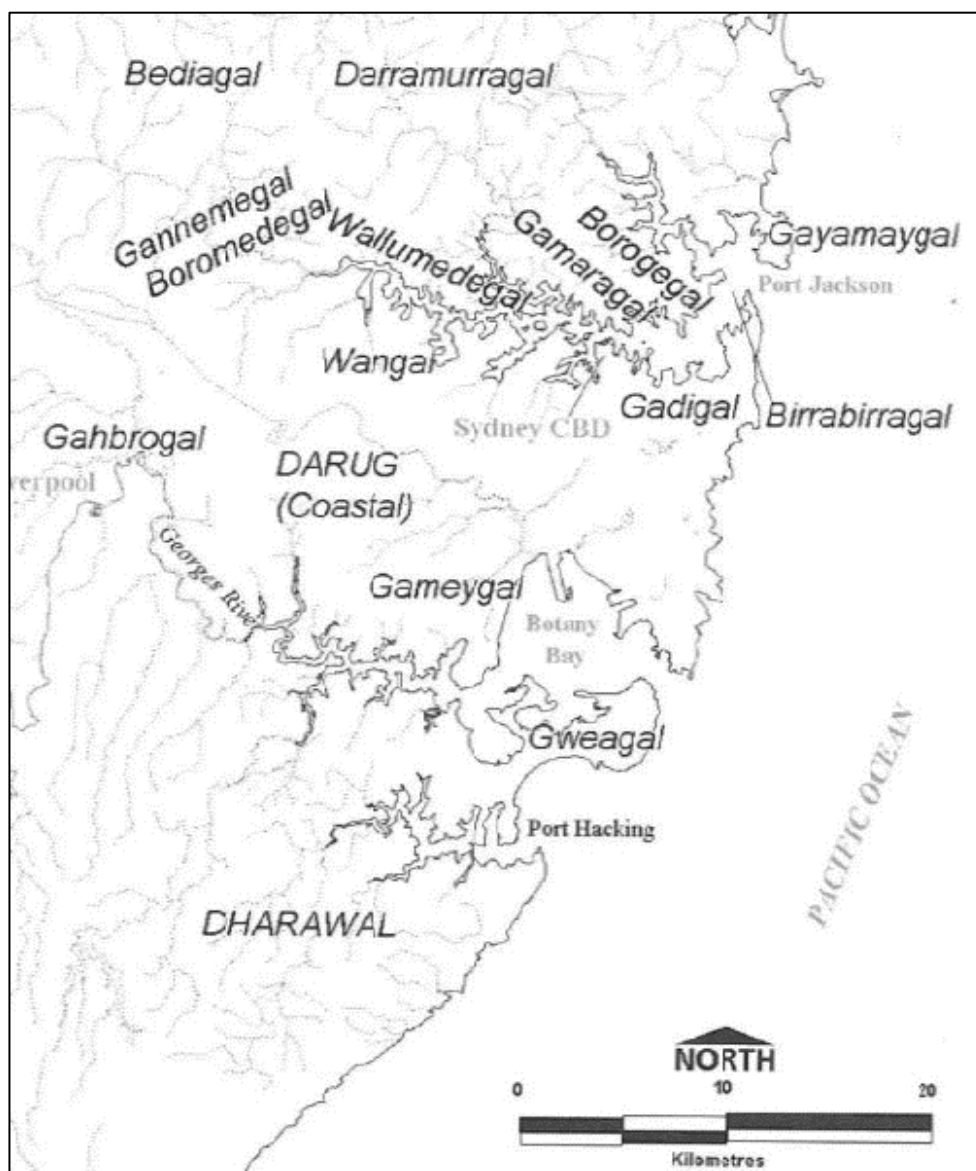 Bediagal
Darramurragal
Gannemegal
Boromedegal
Wallumedegal
Gamaragal
Borogegal
Gayamaygal
Port Jackson
Wangal
Gadigal
Birrabirragal
Sydney CBD
Gahbrogal
verpool
DARUG
(Coastal)
Georges River
Gameygal
Botany
Bay
Gweagal
Port Hacking
PACIFIC OCEAN
DHARAWAL
NORTH
0 10 20
Kilometres